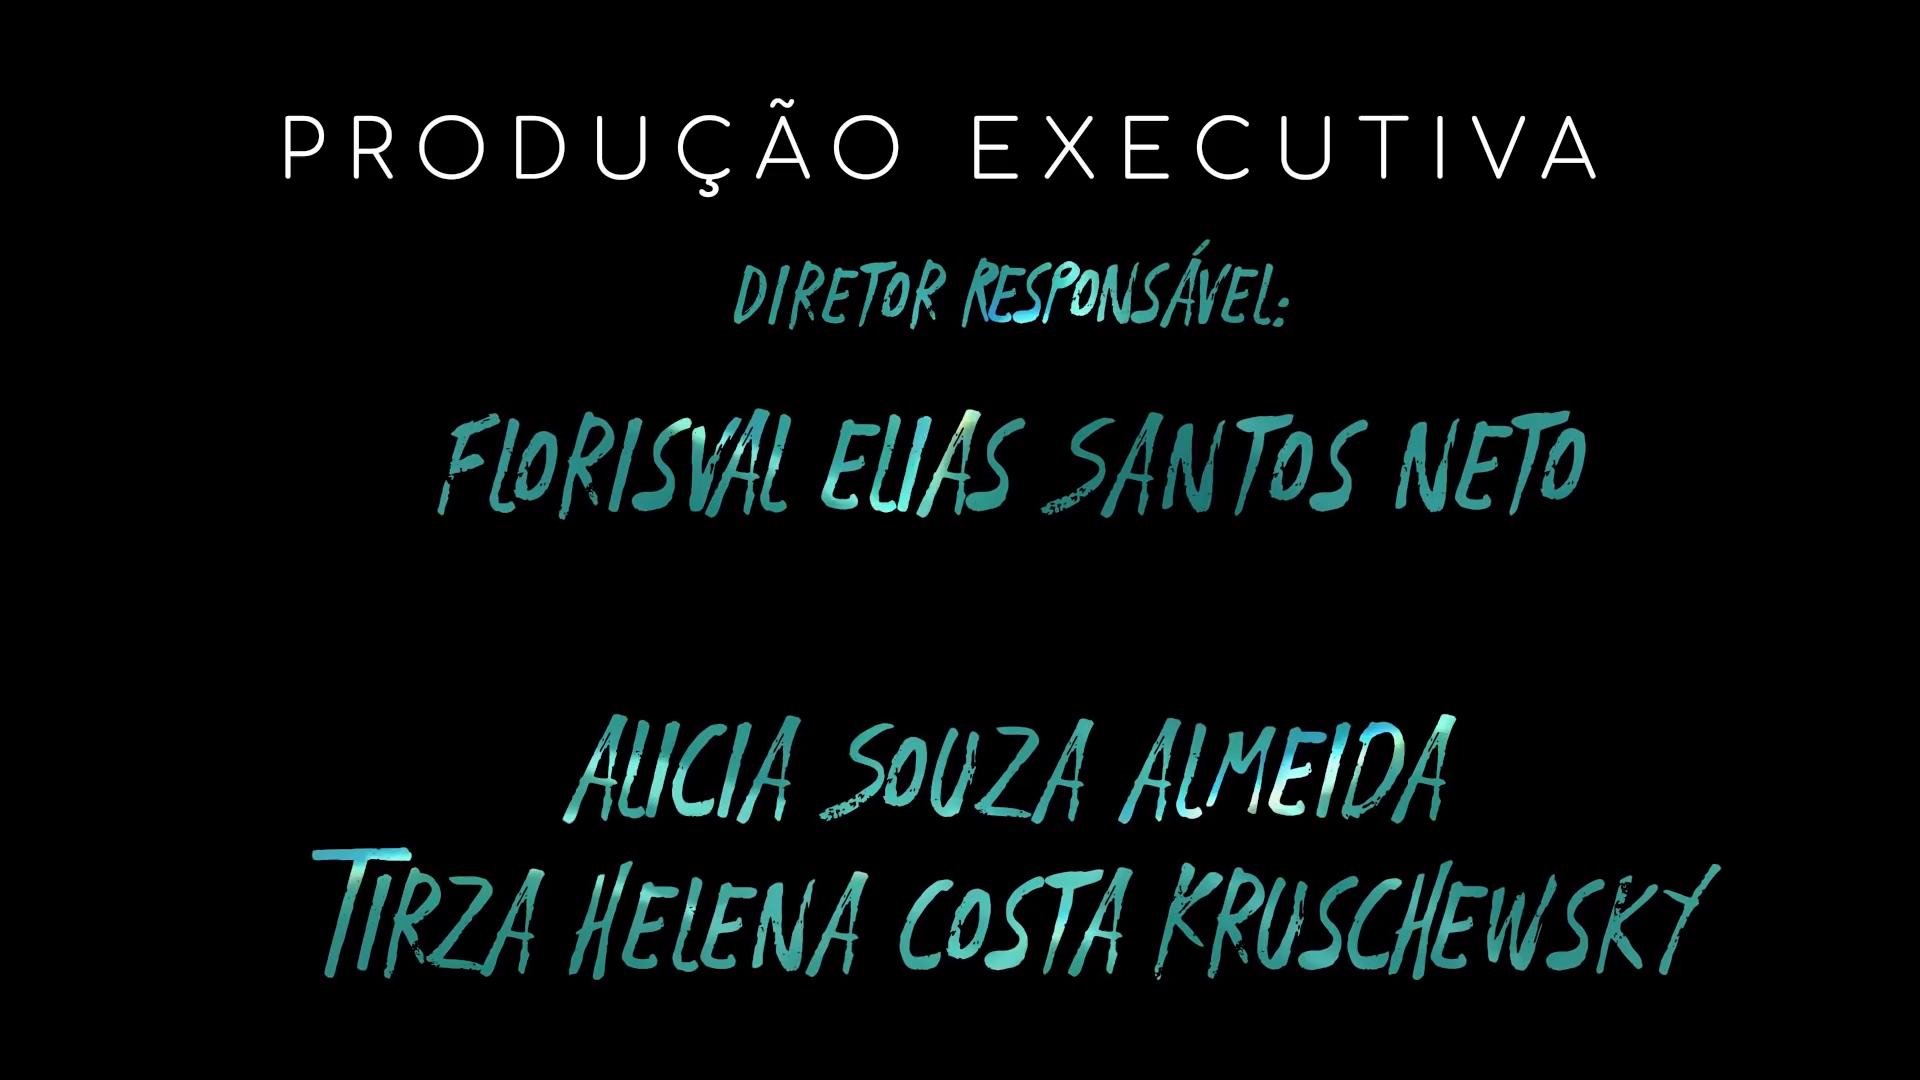 PRODUÇÃO EXECUTIVA
DIRETOR RESPONSÁVEL:
FLORISVAL ELIAS SANTOS NETO
ALICIA SOUZA ALMEIDA
TIRZA HELENA COSTA KRUSCHEWSKY